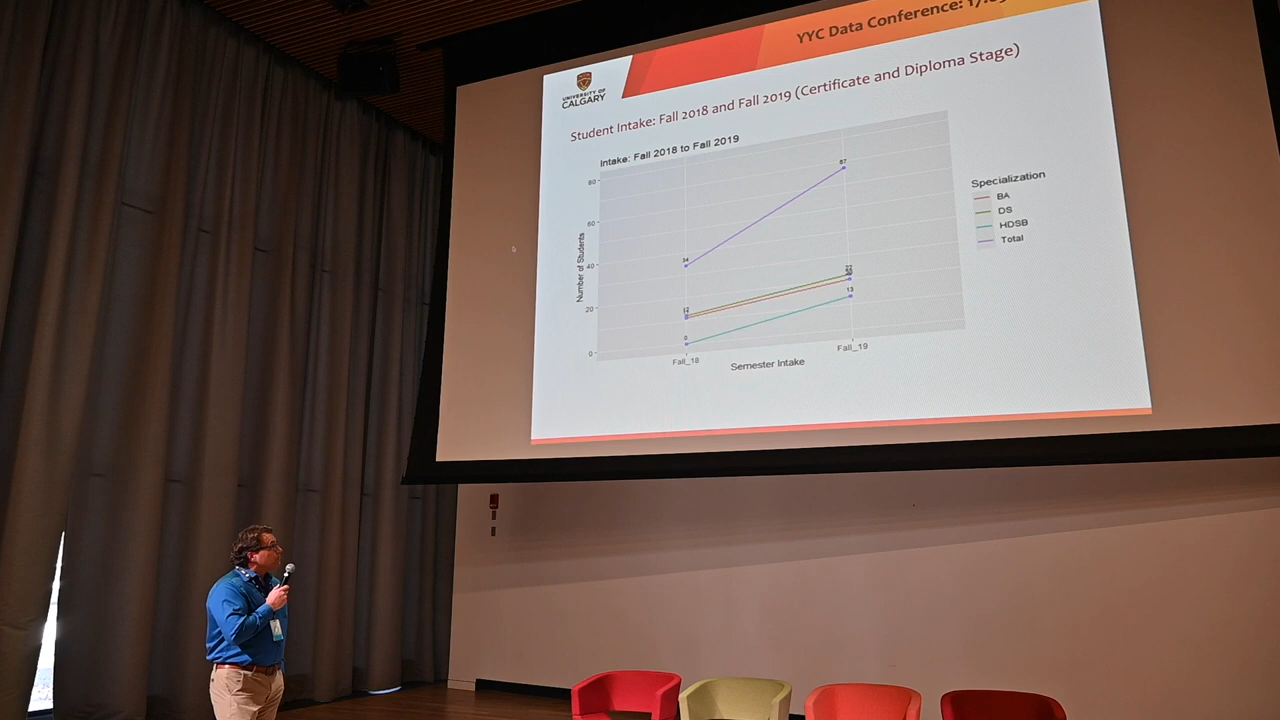 YYC Data Conference:
UNIVERSITY OF
CALGARY
Student Intake: Fall 2018 and Fall 2019 (Certificate and Diploma Stage)
Intake: Fall 2018 to Fall 2019
Number of Students
80
60
40
20
0
67
34
13
0
Fall_18
Fall_19
Semester Intake
Specialization
BA
DS
HDSB
Total